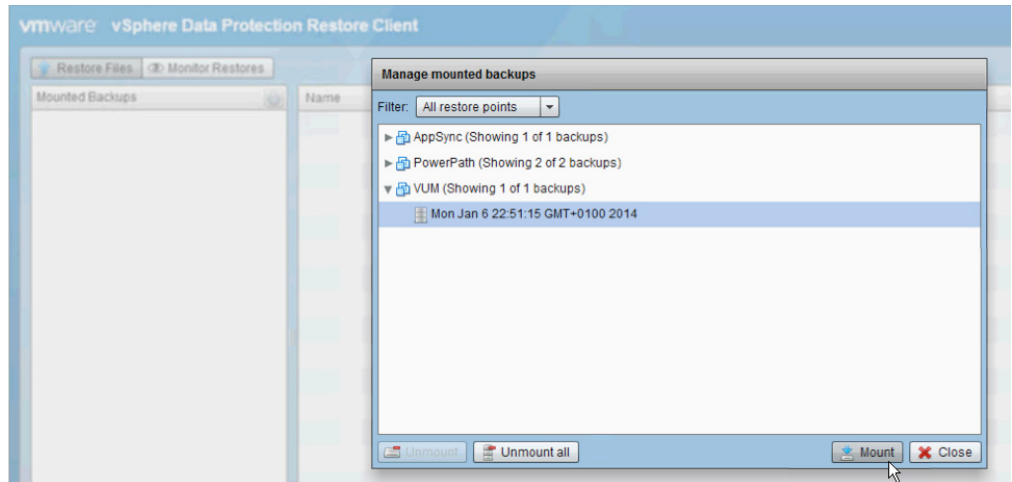 vmware vSphere Data Protection Restore Client
Restore Files Monitor Restores
Mounted Backups
Name
Manage mounted backups
Filter: All restore points
AppSync (Showing 1 of 1 backups)
PowerPath (Showing 2 of 2 backups)
VUM (Showing 1 of 1 backups)
Mon Jan 6 22:51:15 GMT+0100 2014
Unmount Unmount all Mount Close